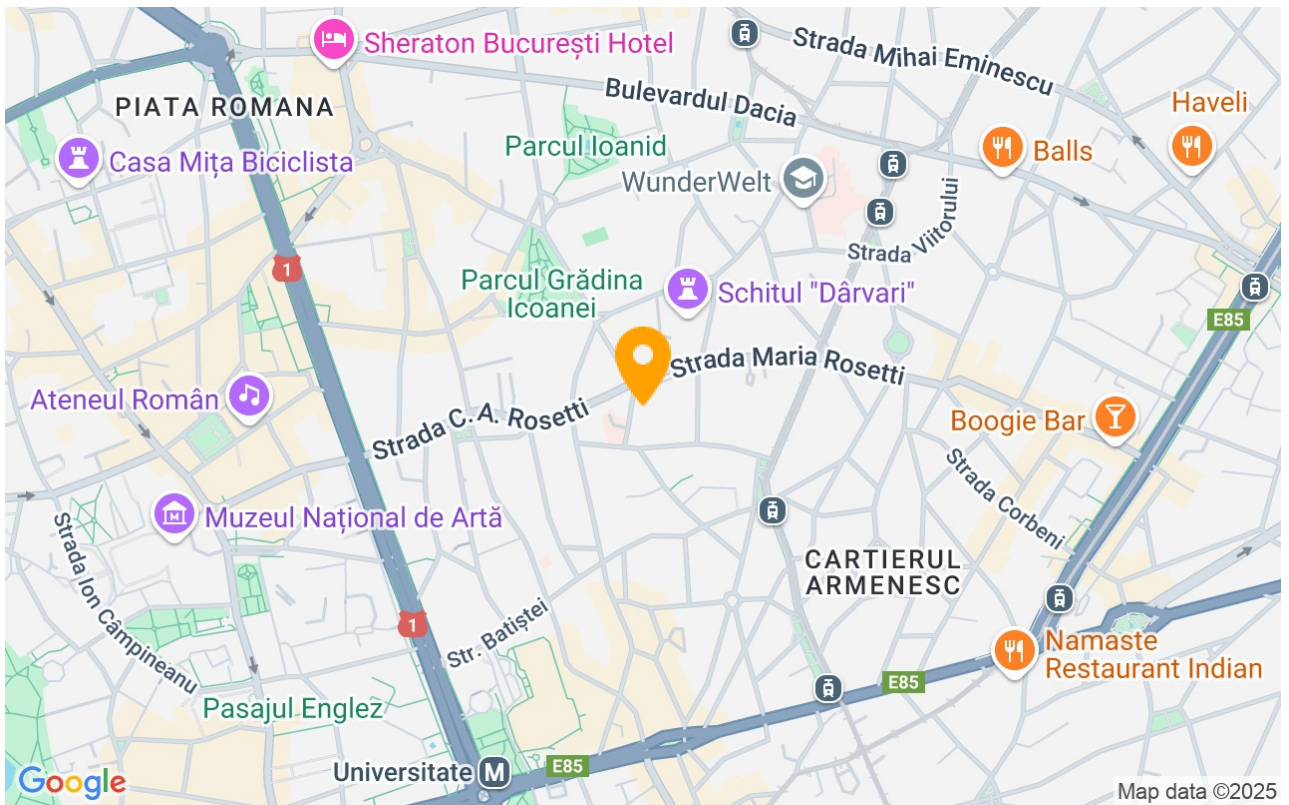 Sheraton București Hotel
Strada Mihai Eminescu
PIATA ROMANA
Bulevardul Dacia
Haveli
Casa Mița Biciclista
Parcul Ioanid
Balls
WunderWelt
Strada Viitorului
1
Parcul Grădina
Icoanei
Schitul "Dârvari"
E85
Strada Maria Rosetti
Ateneul Român
Strada C. A. Rosetti
Boogie Bar
Strada Corbeni
Muzeul Național de Artă
Strada Ion Câmpineanu
CARTIERUL
ARMENESC
1
Str. Batiștei
Namaste
Restaurant Indian
E85
Pasajul Englez
Universitate
M
E85
Google
Map data ©2025